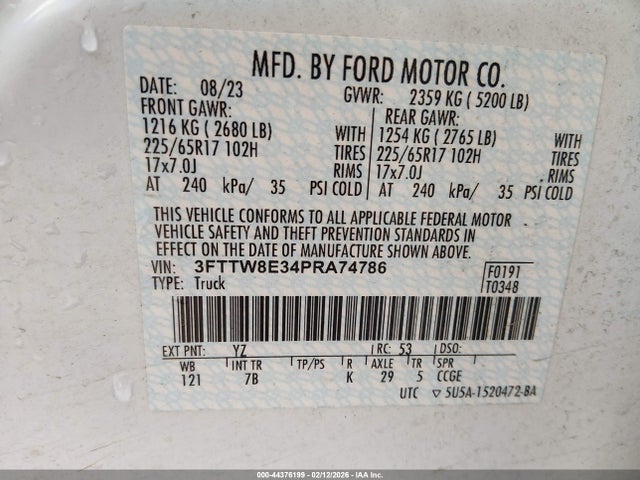 MFD. BY FORD MOTOR CO.
DATE: 08/23 GVWR: 2359 KG ( 5200 LB)
FRONT GAWR: REAR GAWR:
1216 KG ( 2680 LB) WITH 1254 KG ( 2765 LB) WITH
225/65R17 102H TIRES 225/65R17 102H TIRES
17x7.0J RIMS 17x7.0J RIMS
AT 240 kPa/ 35 PSI COLD AT 240 kPa/ 35 PSI COLD
THIS VEHICLE CONFORMS TO ALL APPLICABLE FEDERAL MOTOR
VEHICLE SAFETY AND THEFT PREVENTION STANDARDS IN
EFFECT ON THE DATE OF MANUFACTURE SHOWN ABOVE.
VIN: 3FTTW8E34PRA74786 F0191
TYPE: Truck T0348
EXT PNT: YZ RC: 53 DSO:
WB INT TR TP/PS R AXLE TR SPR
121 7B K 29 5 CCGE
UTC ▽ 5U5A-1520472-BA
000-44376199 - 02/12/2026 - IAA Inc.